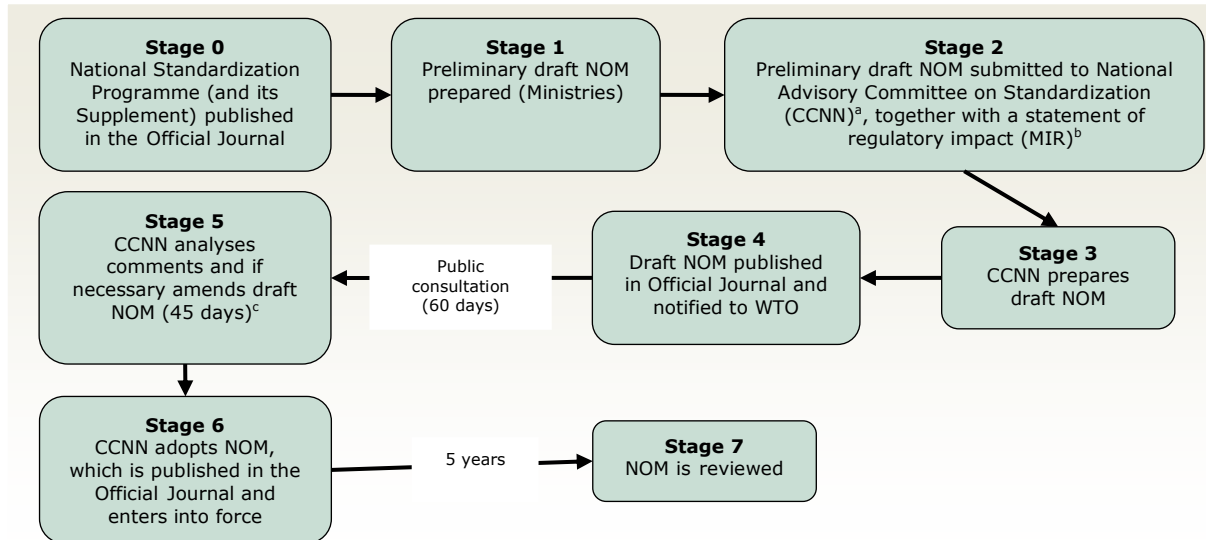 Stage 0
National Standardization
Programme (and its
Supplement) published
in the Official Journal
Stage 1
Preliminary draft NOM
prepared (Ministries)
Stage 2
Preliminary draft NOM submitted to National
Advisory Committee on Standardization
(CCNN)a, together with a statement of
regulatory impact (MIR)b
Stage 3
CCNN prepares
draft NOM
Stage 4
Draft NOM published
in Official Journal and
notified to WTO
Public
consultation
(60 days)
Stage 5
CCNN analyses
comments and if
necessary amends draft
NOM (45 days)c
Stage 6
CCNN adopts NOM,
which is published in the
Official Journal and
enters into force
5 years
Stage 7
NOM is reviewed